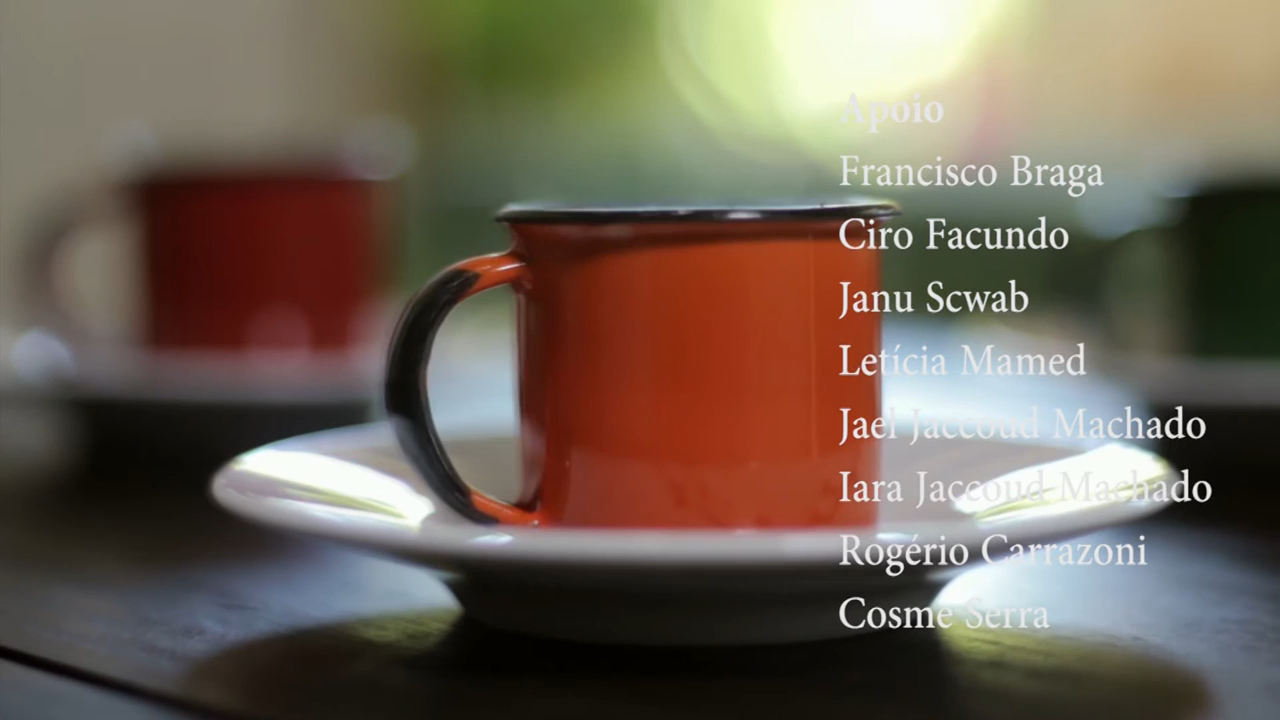 Apoio
Francisco Braga
Ciro Facundo
Janu Scwab
Letícia Mamed
Jael Jaccoud Machado
Iara Jaccoud Machado
Rogério Carrazoni
Cosme Serra